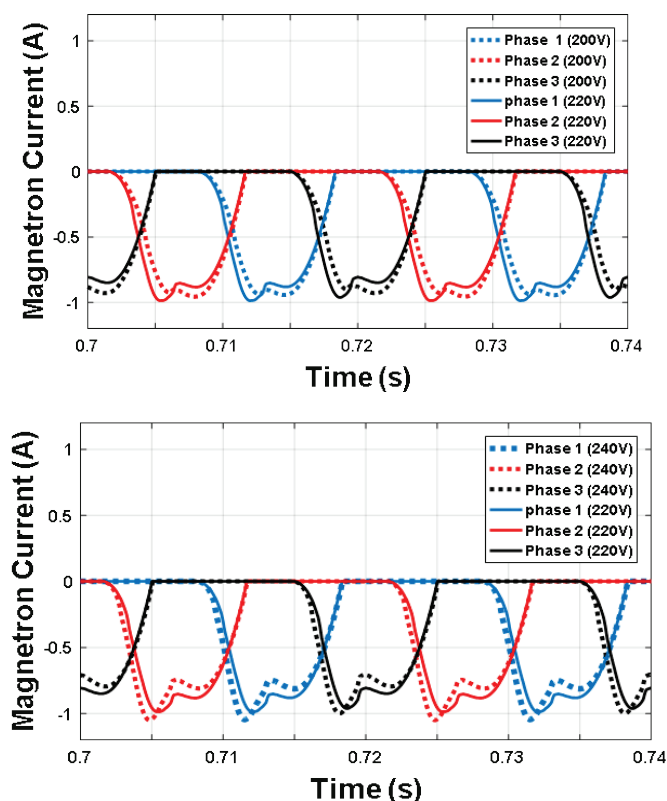 Magnetron Current (A)
1
0.5
0
-0.5
-1
Phase 1 (200V)
Phase 2 (200V)
Phase 3 (200V)
phase 1 (220V)
Phase 2 (220V)
Phase 3 (220V)
0.7 0.71 0.72 0.73 0.74
Time (s)
Magnetron Current (A)
1
0.5
0
-0.5
-1
Phase 1 (240V)
Phase 2 (240V)
Phase 3 (240V)
phase 1 (220V)
Phase 2 (220V)
Phase 3 (220V)
0.7 0.71 0.72 0.73 0.74
Time (s)